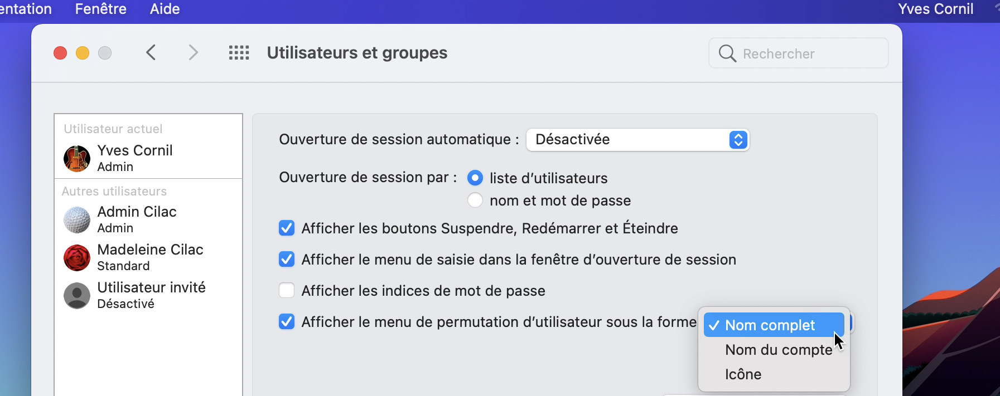 entation Fenêtre Aide Yves Cornil
Utilisateurs et groupes
Rechercher
Utilisateur actuel
Yves Cornil
Admin
Autres utilisateurs
Admin Cilac
Admin
Madeleine Cilac
Standard
Utilisateur invité
Désactivé
Ouverture de session automatique : Désactivée
Ouverture de session par : liste d’utilisateurs
nom et mot de passe
Afficher les boutons Suspendre, Redémarrer et Éteindre
Afficher le menu de saisie dans la fenêtre d’ouverture de session
Afficher les indices de mot de passe
Afficher le menu de permutation d’utilisateur sous la forme
Nom complet
Nom du compte
Icône